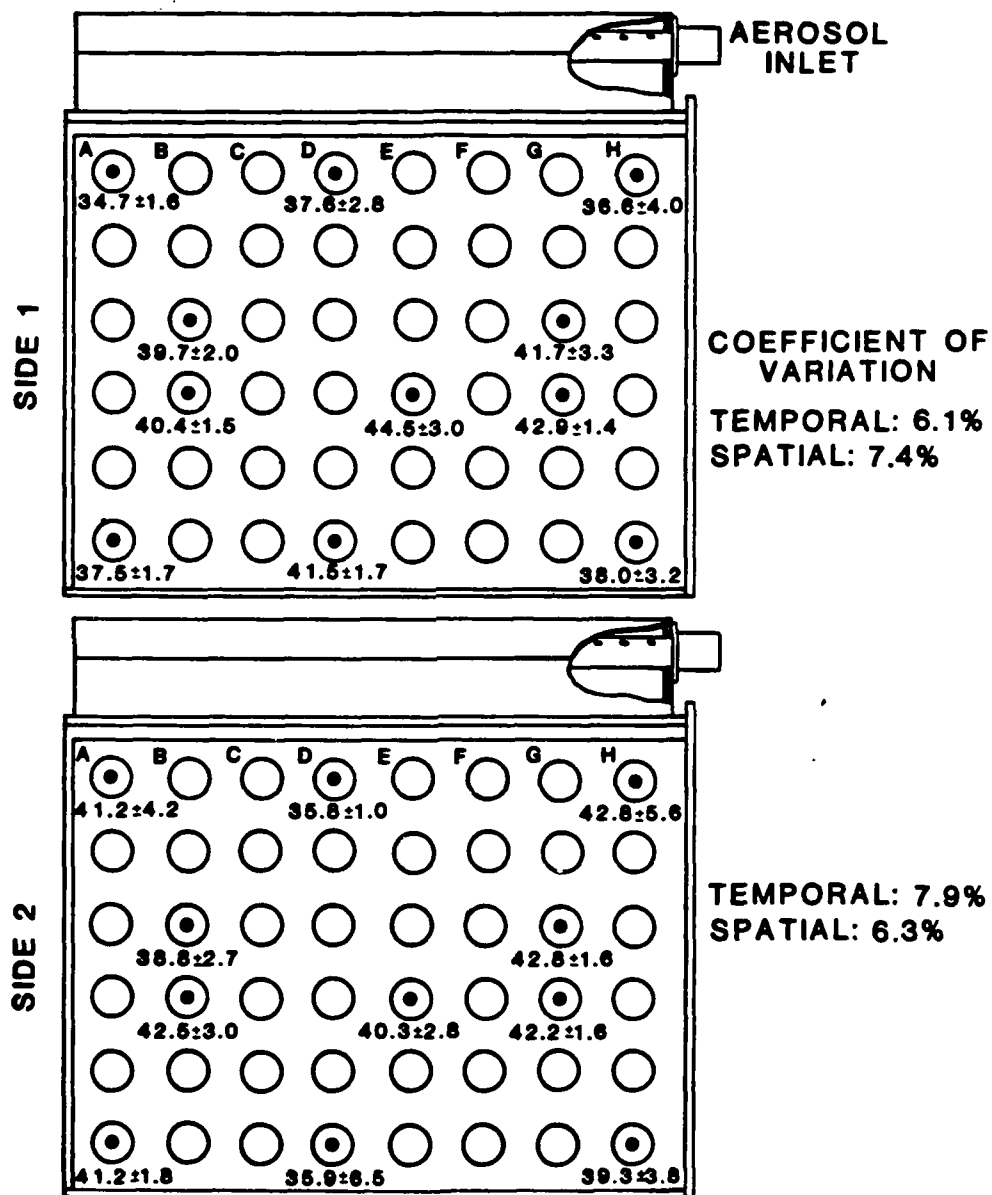 AEROSOL
INLET
SIDE 1
A B C D E F G H
34.7±1.6 37.6±2.8 36.6±4.0
39.7±2.0 41.7±3.3
40.4±1.5 44.5±3.0 42.9±1.4
37.5±1.7 41.5±1.7 38.0±3.2
COEFFICIENT OF
VARIATION
TEMPORAL: 6.1%
SPATIAL: 7.4%
SIDE 2
A B C D E F G H
41.2±4.2 35.8±1.0 42.8±5.6
38.8±2.7 42.8±1.6
42.5±3.0 40.3±2.8 42.2±1.6
41.2±1.8 35.9±6.5 39.3±3.8
TEMPORAL: 7.9%
SPATIAL: 6.3%